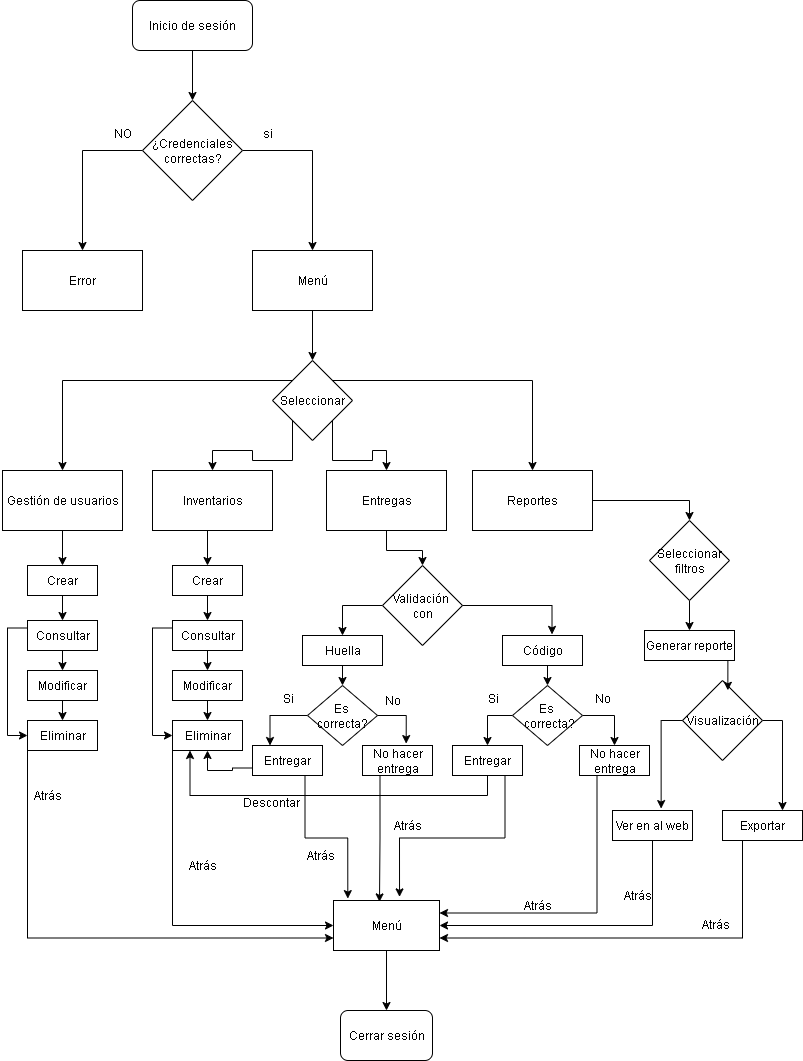 Inicio de sesión
NO
si
¿Credenciales
correctas?
Error
Menú
Seleccionar
Gestión de usuarios
Inventarios
Entregas
Reportes
Seleccionar
filtros
Crear
Crear
Validación
con
Consultar
Consultar
Huella
Código
Generar reporte
Modificar
Modificar
Si
Es
correcta?
No
Si
Es
correcta?
No
Visualización
Eliminar
Eliminar
Entregar
No hacer
entrega
Entregar
No hacer
entrega
Atrás
Descontar
Atrás
Ver en al web
Exportar
Atrás
Atrás
Atrás
Atrás
Atrás
Menú
Cerrar sesión